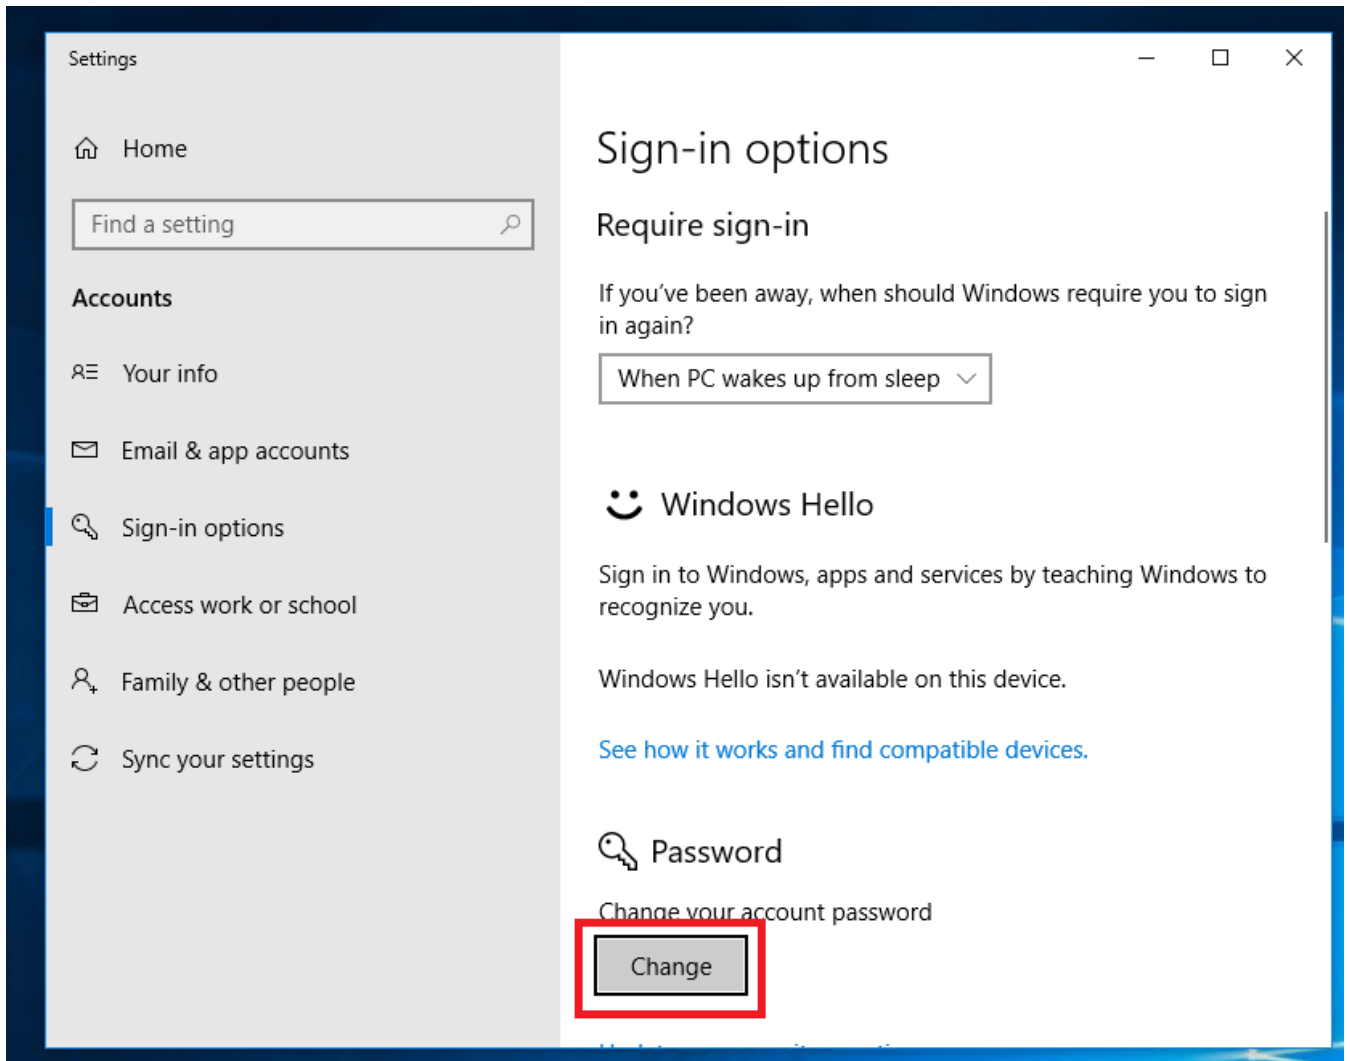 Settings
Home
Find a setting
Accounts
Your info
Email & app accounts
Sign-in options
Access work or school
Family & other people
Sync your settings
Sign-in options
Require sign-in
If you've been away, when should Windows require you to sign
in again?
When PC wakes up from sleep
Windows Hello
Sign in to Windows, apps and services by teaching Windows to
recognize you.
Windows Hello isn't available on this device.
See how it works and find compatible devices.
Password
Change your account password
Change